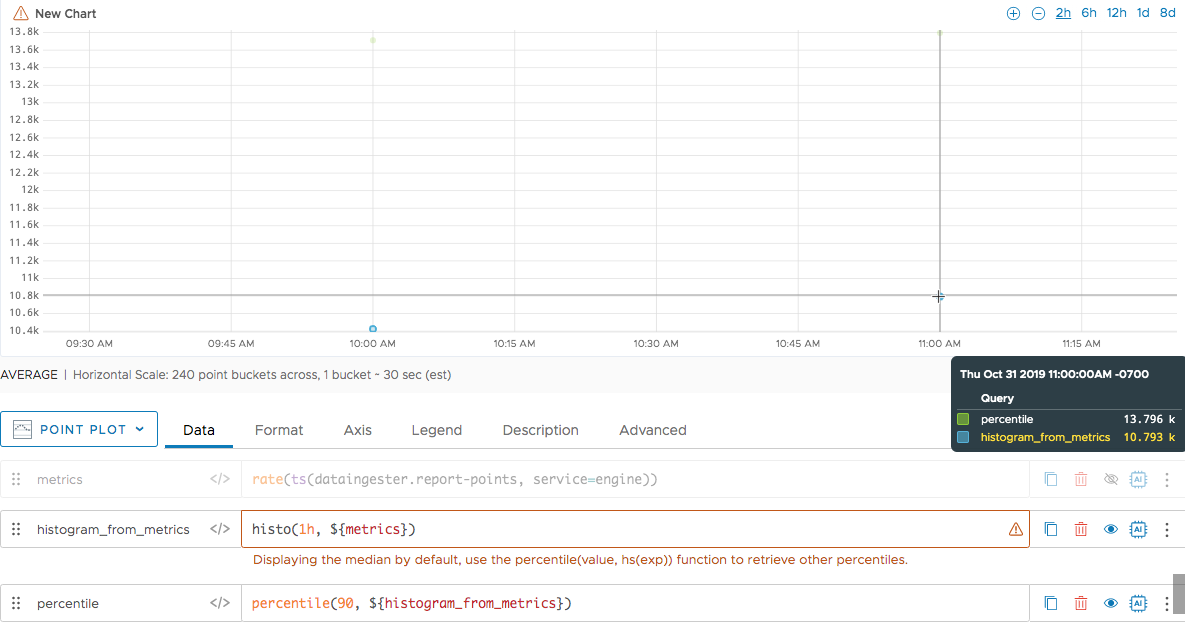 New Chart
2h 6h 12h 1d 8d
13.8k
13.6k
13.4k
13.2k
13k
12.8k
12.6k
12.4k
12.2k
12k
11.8k
11.6k
11.4k
11.2k
11k
10.8k
10.6k
10.4k
09:30 AM 09:45 AM 10:00 AM 10:15 AM 10:30 AM 10:45 AM 11:00 AM 11:15 AM
AVERAGE | Horizontal Scale: 240 point buckets across, 1 bucket ~ 30 sec (est)
Thu Oct 31 2019 11:00:00AM -0700
Query
percentile 13.796 k
histogram_from_metrics 10.793 k
POINT PLOT Data Format Axis Legend Description Advanced
metrics </> rate(ts(dataingester.report-points, service=engine)) AI
histogram_from_metrics </> histo(1h, ${metrics}) AI
Displaying the median by default, use the percentile(value, hs(exp)) function to retrieve other percentiles.
percentile </> percentile(90, ${histogram_from_metrics}) AI